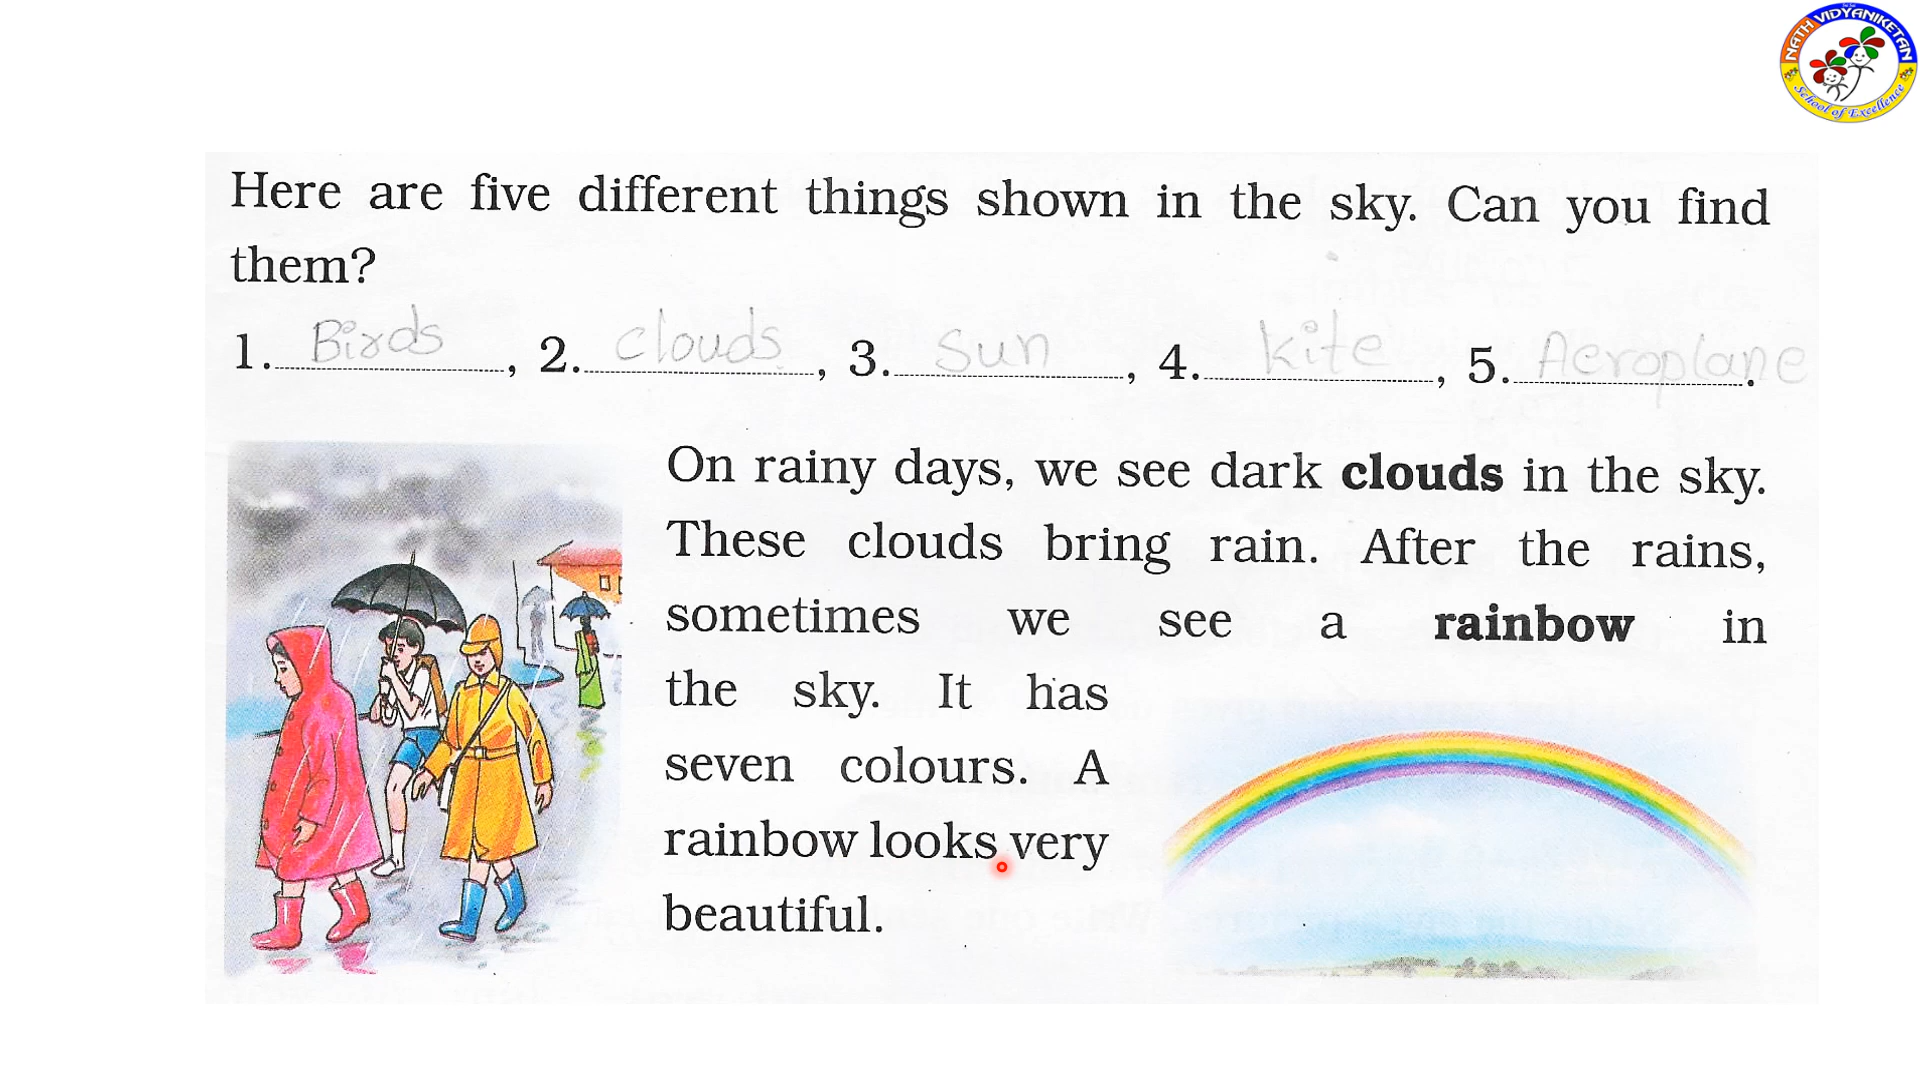 NATH VIDYANIKETAN
School of Excellence
Here are five different things shown in the sky. Can you find
them?
1. Birds, 2. clouds, 3. Sun, 4. kite, 5. Aeroplane.
On rainy days, we see dark clouds in the sky.
These clouds bring rain. After the rains,
sometimes we see a rainbow in
the sky. It has
seven colours. A
rainbow looks very
beautiful.